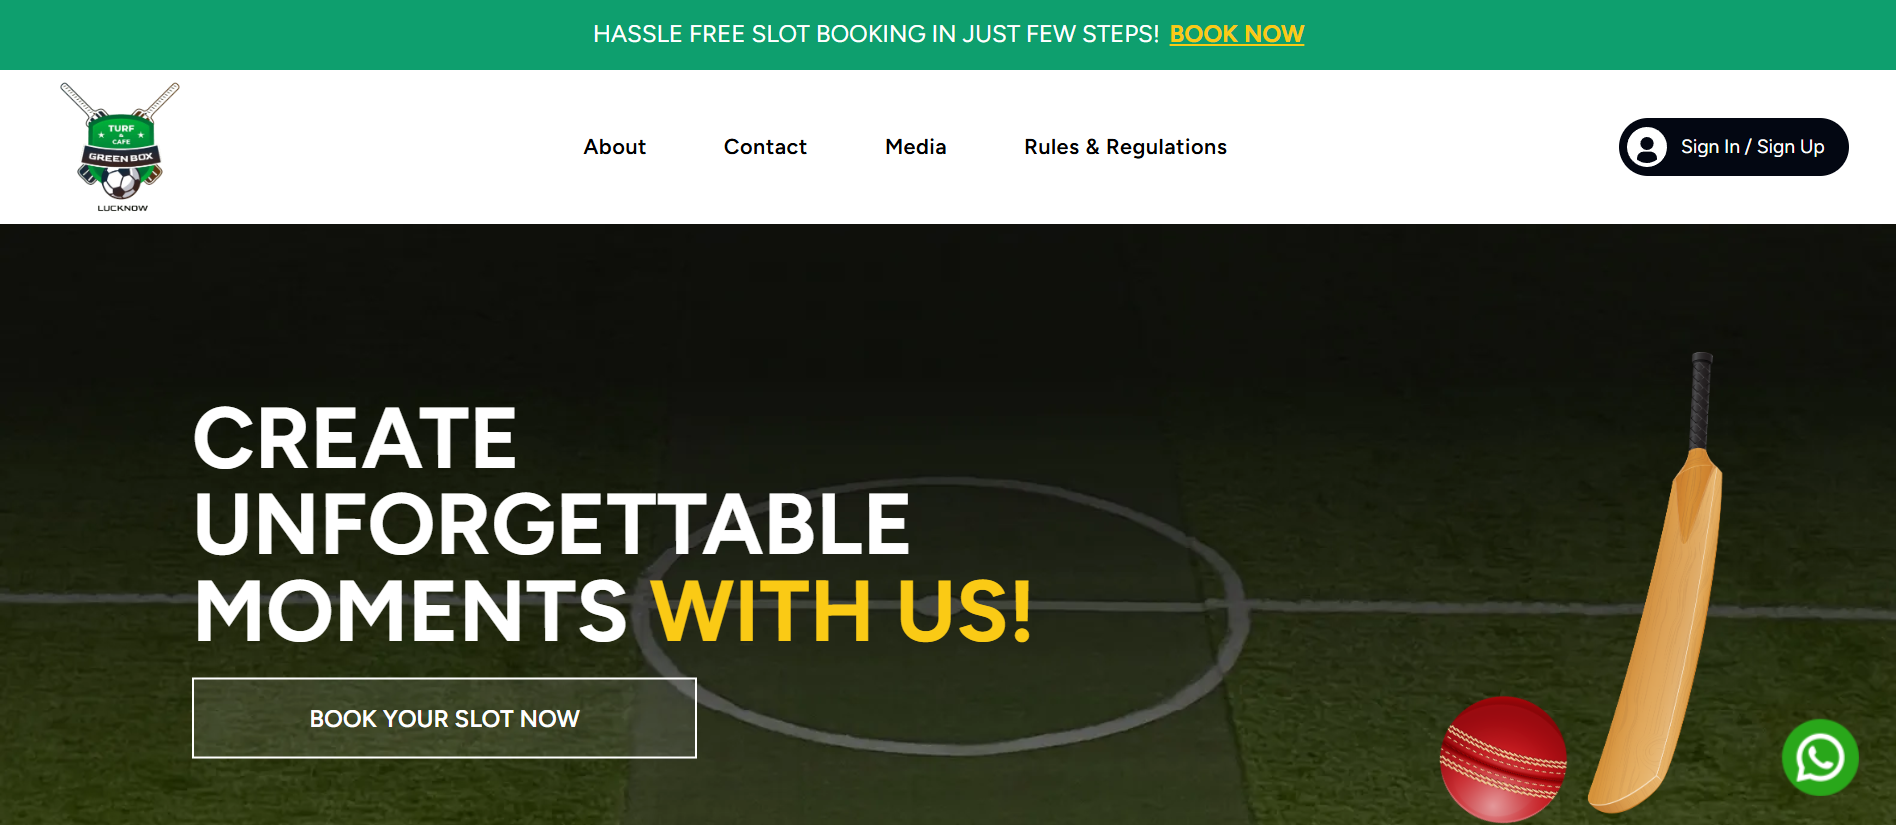 HASSLE FREE SLOT BOOKING IN JUST FEW STEPS! BOOK NOW
TURF
&
CAFE
GREEN BOX
LUCKNOW
About Contact Media Rules & Regulations
Sign In / Sign Up
CREATE
UNFORGETTABLE
MOMENTS WITH US!
BOOK YOUR SLOT NOW